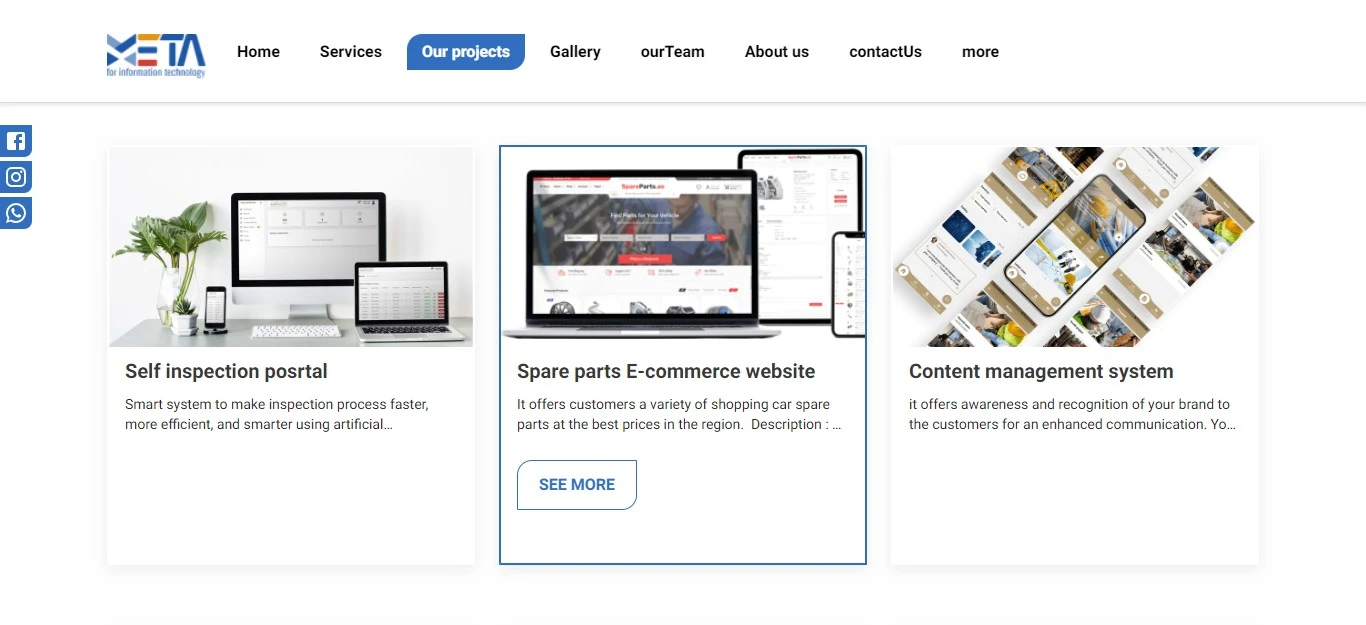 META
for information technology
Home Services Our projects Gallery ourTeam About us contactUs more
SpareParts.ae
Find Parts for Your Vehicle
Self inspection posrtal
Smart system to make inspection process faster,
more efficient, and smarter using artificial...
Spare parts E-commerce website
It offers customers a variety of shopping car spare
parts at the best prices in the region. Description : ...
SEE MORE
Content management system
it offers awareness and recognition of your brand to
the customers for an enhanced communication. Yo...